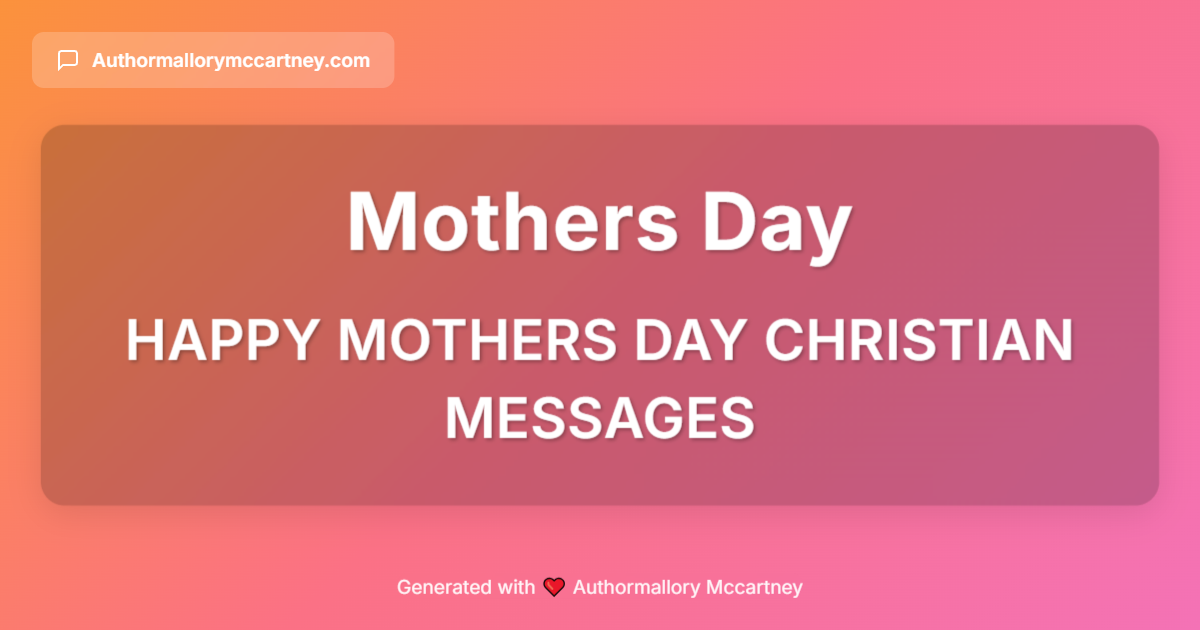 Authormallorymccartney.com
Mothers Day
HAPPY MOTHERS DAY CHRISTIAN
MESSAGES
Generated with ❤️ Authormallory Mccartney